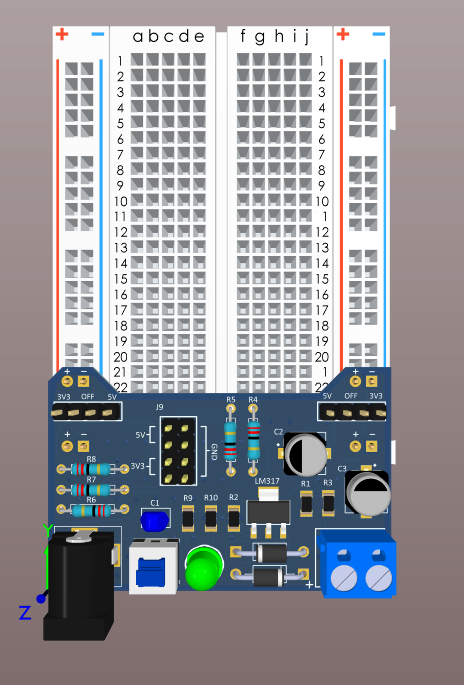 + − a b c d e f g h i j + −
1 1
2 2
3 3
4 4
5 5
6 6
7 7
8 8
9 9
10 10
11 1
12 12
13 13
14 14
15 15
16 16
17 17
18 18
19 19
20 20
21 1
22 22
+ − + −
3V3 OFF 5V
J9
R5 R4
5V OFF 3V3
+ − + −
5V
3V3
GND
C2
R8
R7
R6
C3
LM317
C1 R9 R10 R2 R1 R3
Y
Z
+